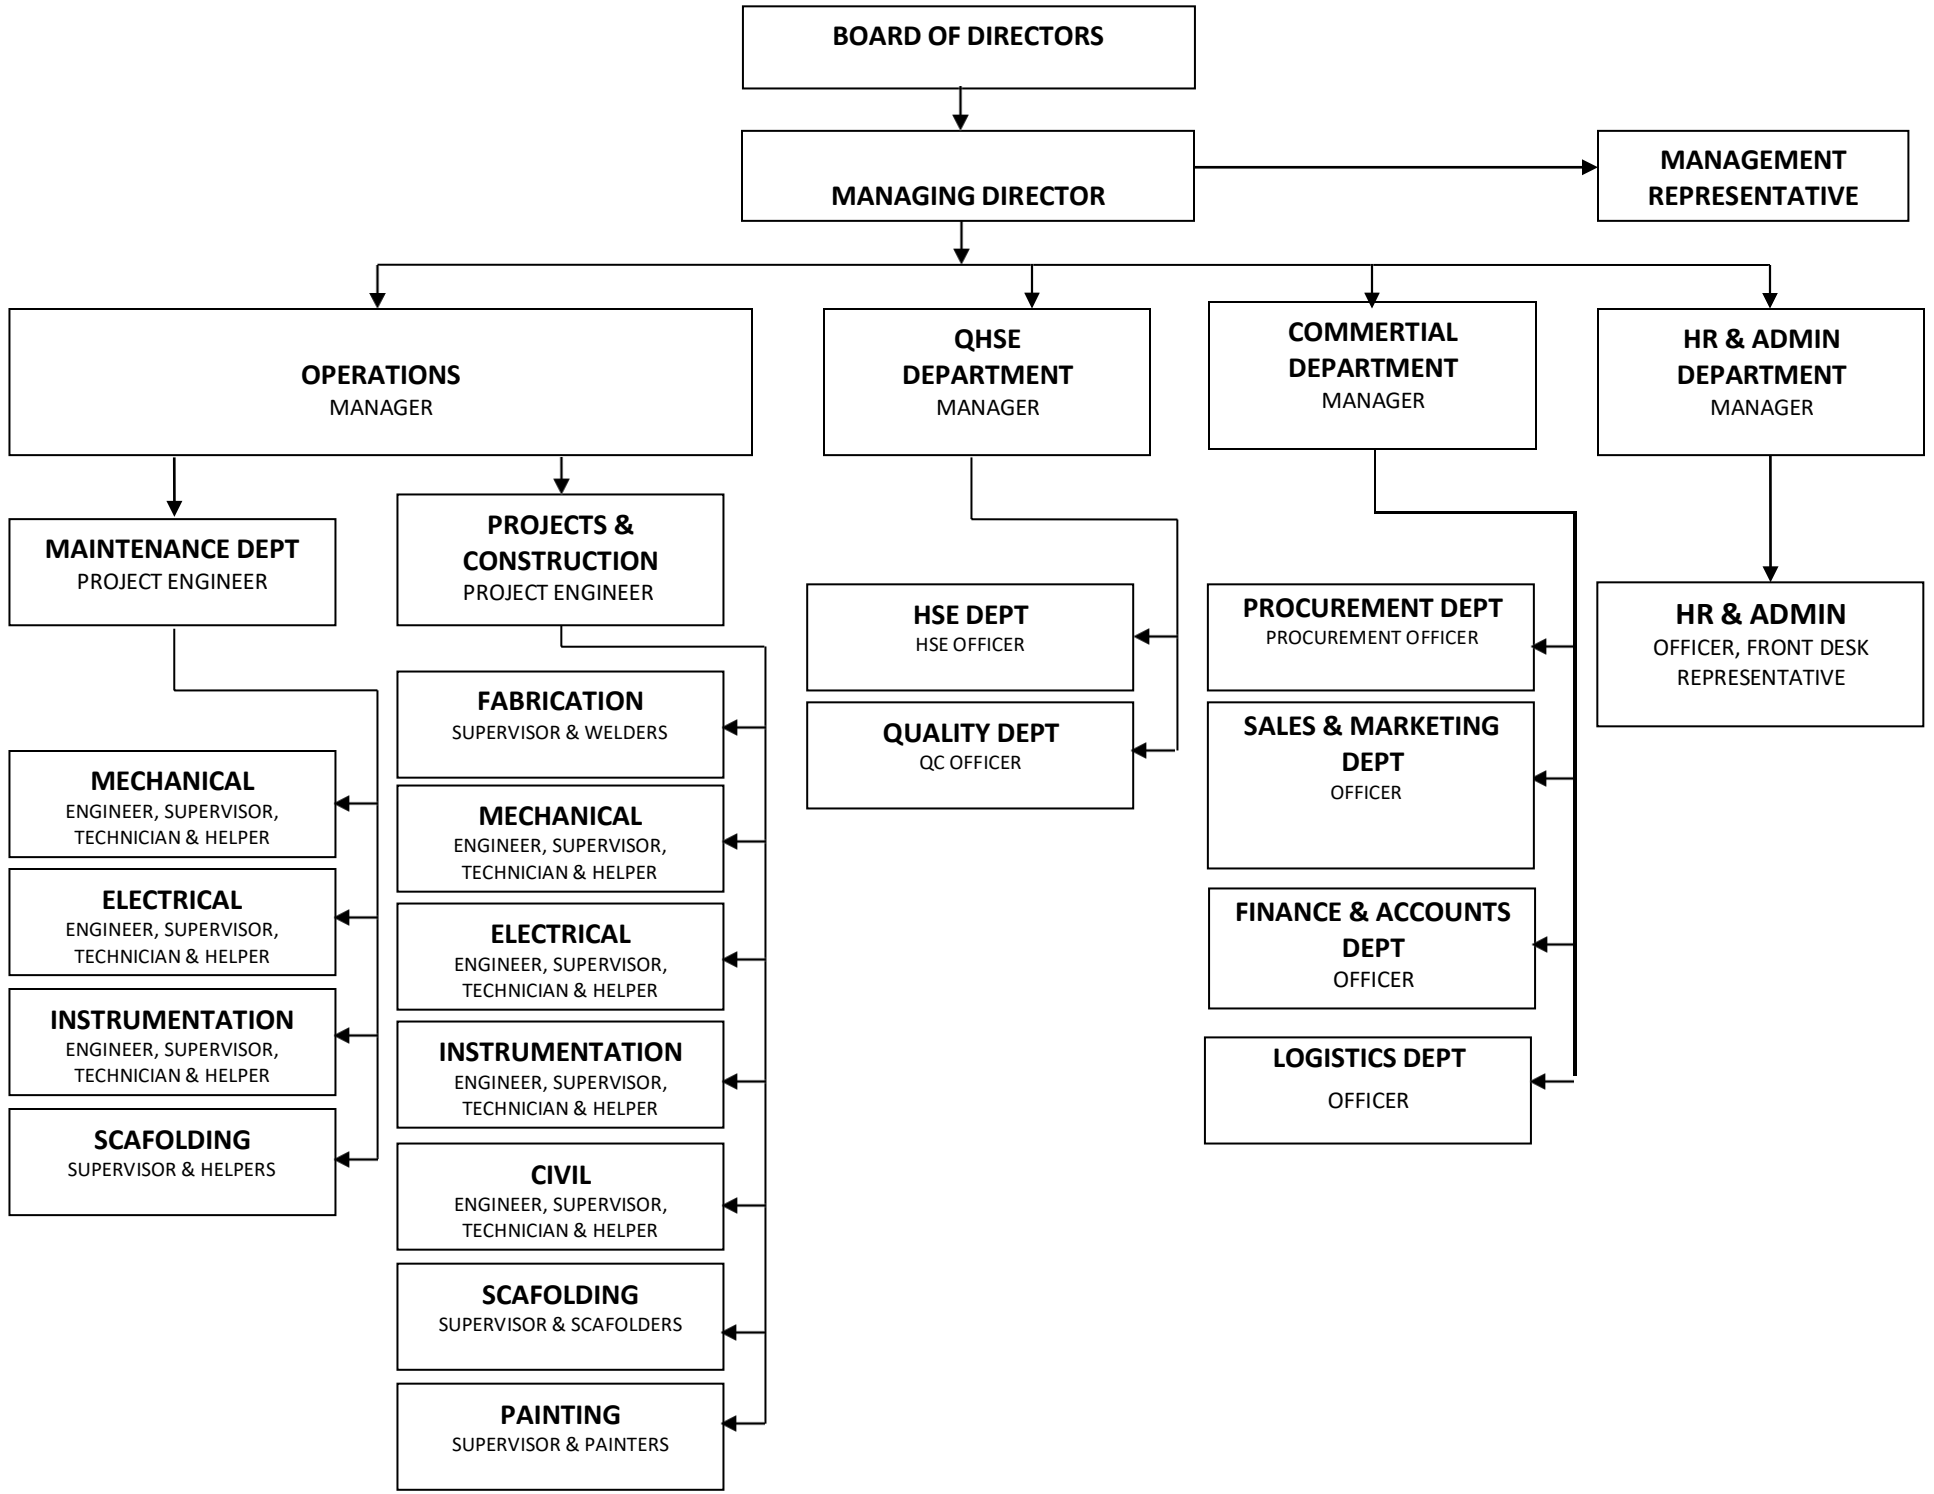 BOARD OF DIRECTORS
MANAGING DIRECTOR
MANAGEMENT
REPRESENTATIVE
OPERATIONS
MANAGER
QHSE
DEPARTMENT
MANAGER
COMMERTIAL
DEPARTMENT
MANAGER
HR & ADMIN
DEPARTMENT
MANAGER
MAINTENANCE DEPT
PROJECT ENGINEER
MECHANICAL
ENGINEER, SUPERVISOR,
TECHNICIAN & HELPER
ELECTRICAL
ENGINEER, SUPERVISOR,
TECHNICIAN & HELPER
INSTRUMENTATION
ENGINEER, SUPERVISOR,
TECHNICIAN & HELPER
SCAFOLDING
SUPERVISOR & HELPERS
PROJECTS &
CONSTRUCTION
PROJECT ENGINEER
FABRICATION
SUPERVISOR & WELDERS
MECHANICAL
ENGINEER, SUPERVISOR,
TECHNICIAN & HELPER
ELECTRICAL
ENGINEER, SUPERVISOR,
TECHNICIAN & HELPER
INSTRUMENTATION
ENGINEER, SUPERVISOR,
TECHNICIAN & HELPER
CIVIL
ENGINEER, SUPERVISOR,
TECHNICIAN & HELPER
SCAFOLDING
SUPERVISOR & SCAFOLDERS
PAINTING
SUPERVISOR & PAINTERS
HSE DEPT
HSE OFFICER
QUALITY DEPT
QC OFFICER
PROCUREMENT DEPT
PROCUREMENT OFFICER
SALES & MARKETING
DEPT
OFFICER
FINANCE & ACCOUNTS
DEPT
OFFICER
LOGISTICS DEPT
OFFICER
HR & ADMIN
OFFICER, FRONT DESK
REPRESENTATIVE